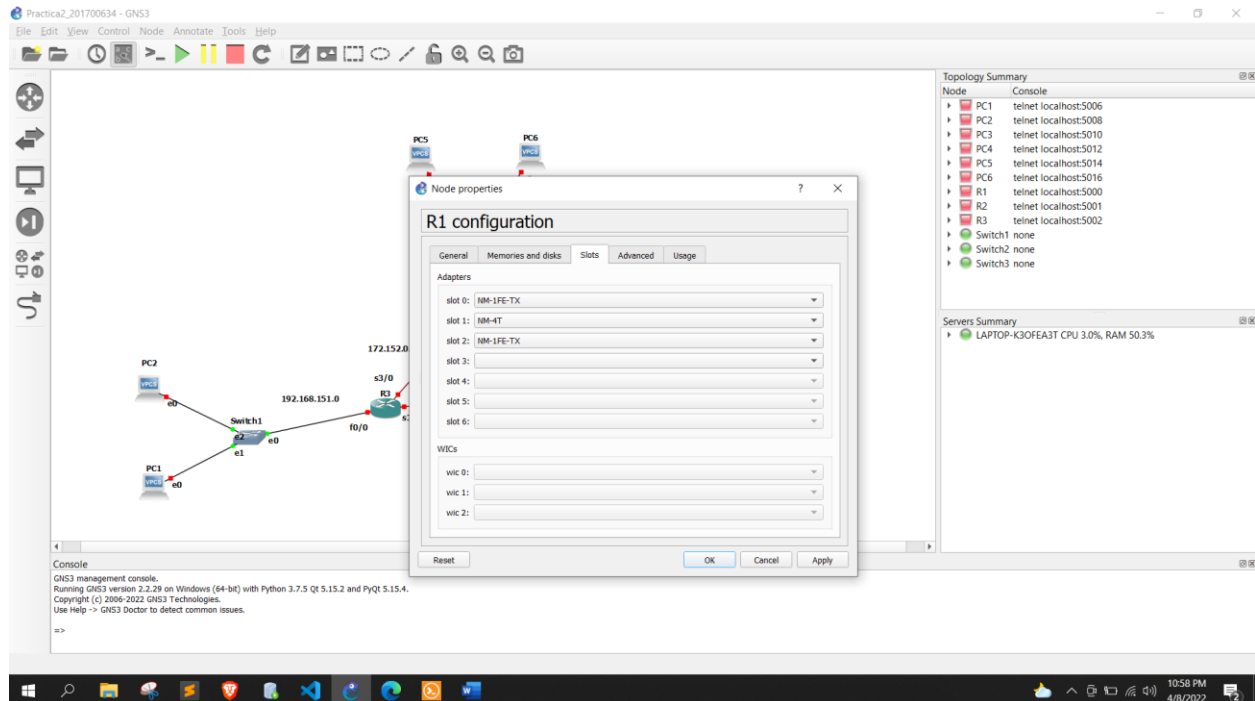 Practica2_201700634 - GNS3
File Edit View Control Node Annotate Tools Help
Topology Summary
Node Console
PC1 telnet localhost:5006
PC2 telnet localhost:5008
PC3 telnet localhost:5010
PC4 telnet localhost:5012
PC5 telnet localhost:5014
PC6 telnet localhost:5016
R1 telnet localhost:5000
R2 telnet localhost:5001
R3 telnet localhost:5002
Switch1 none
Switch2 none
Switch3 none
Servers Summary
LAPTOP-K3OFEA3T CPU 3.0%, RAM 50.3%
PC5
VPCS
PC6
VPCS
172.152.0
s3/0
R3
f0/0
192.168.151.0
PC2
VPCS
e0
Switch1
e2
e0
e1
PC1
VPCS
e0
Node properties
R1 configuration
General Memories and disks Slots Advanced Usage
Adapters
slot 0: NM-1FE-TX
slot 1: NM-4T
slot 2: NM-1FE-TX
slot 3:
slot 4:
slot 5:
slot 6:
WICs
wic 0:
wic 1:
wic 2:
Reset OK Cancel Apply
Console
GNS3 management console.
Running GNS3 version 2.2.29 on Windows (64-bit) with Python 3.7.5 Qt 5.15.2 and PyQt 5.15.4.
Copyright (c) 2006-2022 GNS3 Technologies.
Use Help -> GNS3 Doctor to detect common issues.
=>
10:58 PM
4/8/2022